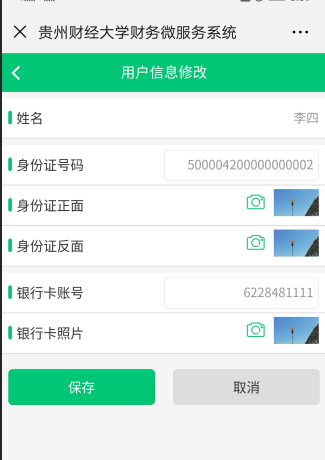 贵州财经大学财务微服务系统
用户信息修改
姓名 李四
身份证号码 500004200000000002
身份证正面
身份证反面
银行卡账号 6228481111
银行卡照片
保存 取消